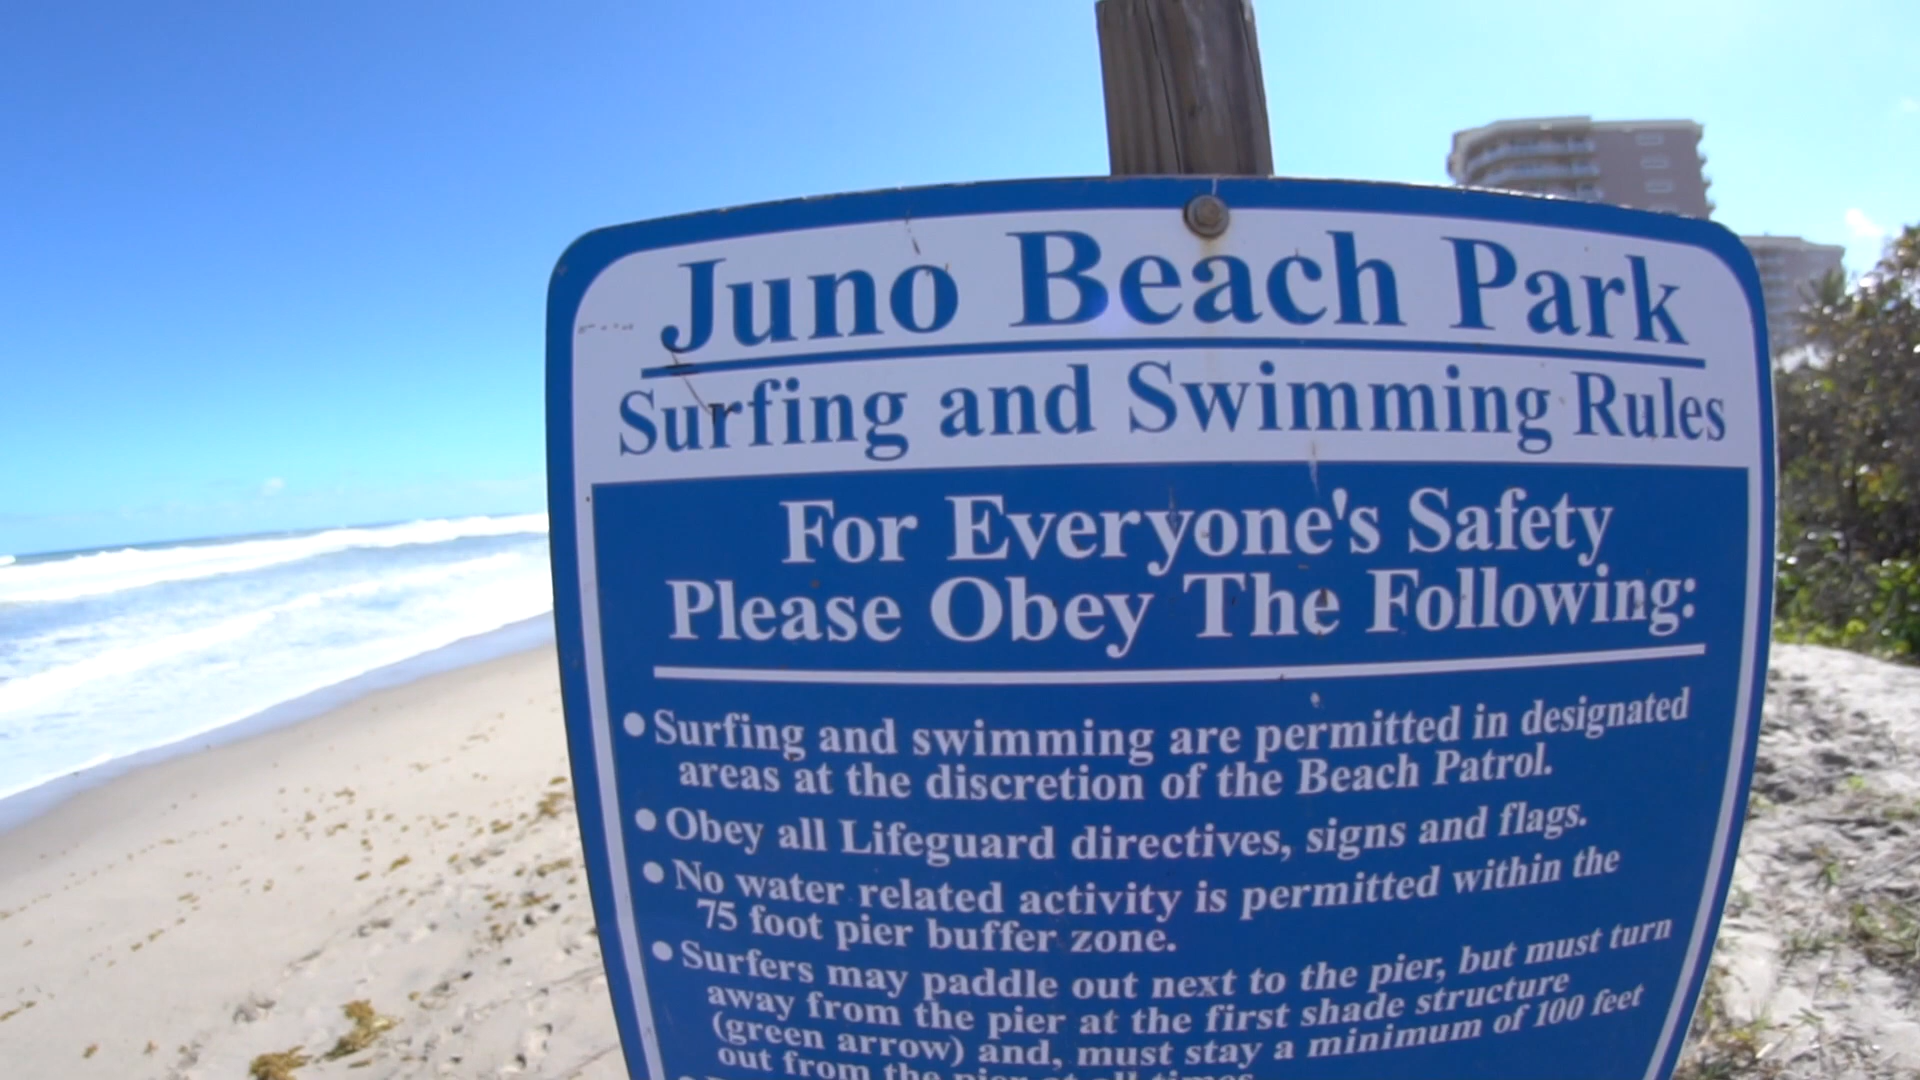 Juno Beach Park
Surfing and Swimming Rules
For Everyone's Safety
Please Obey The Following:
• Surfing and swimming are permitted in designated
areas at the discretion of the Beach Patrol.
• Obey all Lifeguard directives, signs and flags.
• No water related activity is permitted within the
75 foot pier buffer zone.
• Surfers may paddle out next to the pier, but must turn
away from the pier at the first shade structure
(green arrow) and, must stay a minimum of 100 feet
out from the pier at all times.